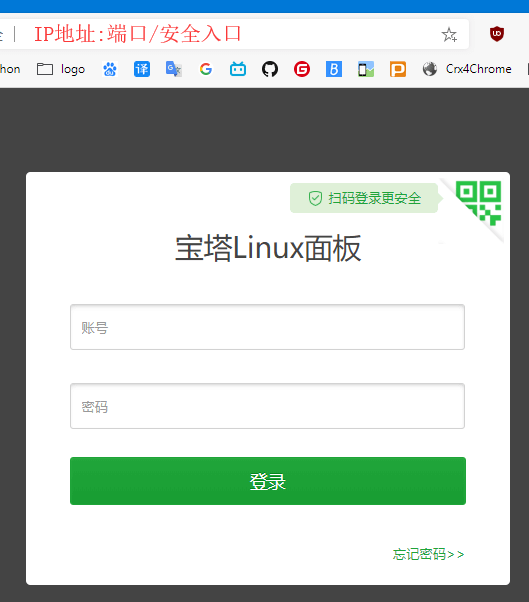 IP地址:端口/安全入口
hon
logo
译
G
B
P
Crx4Chrome
扫码登录更安全
宝塔Linux面板
账号
密码
登录
忘记密码>>